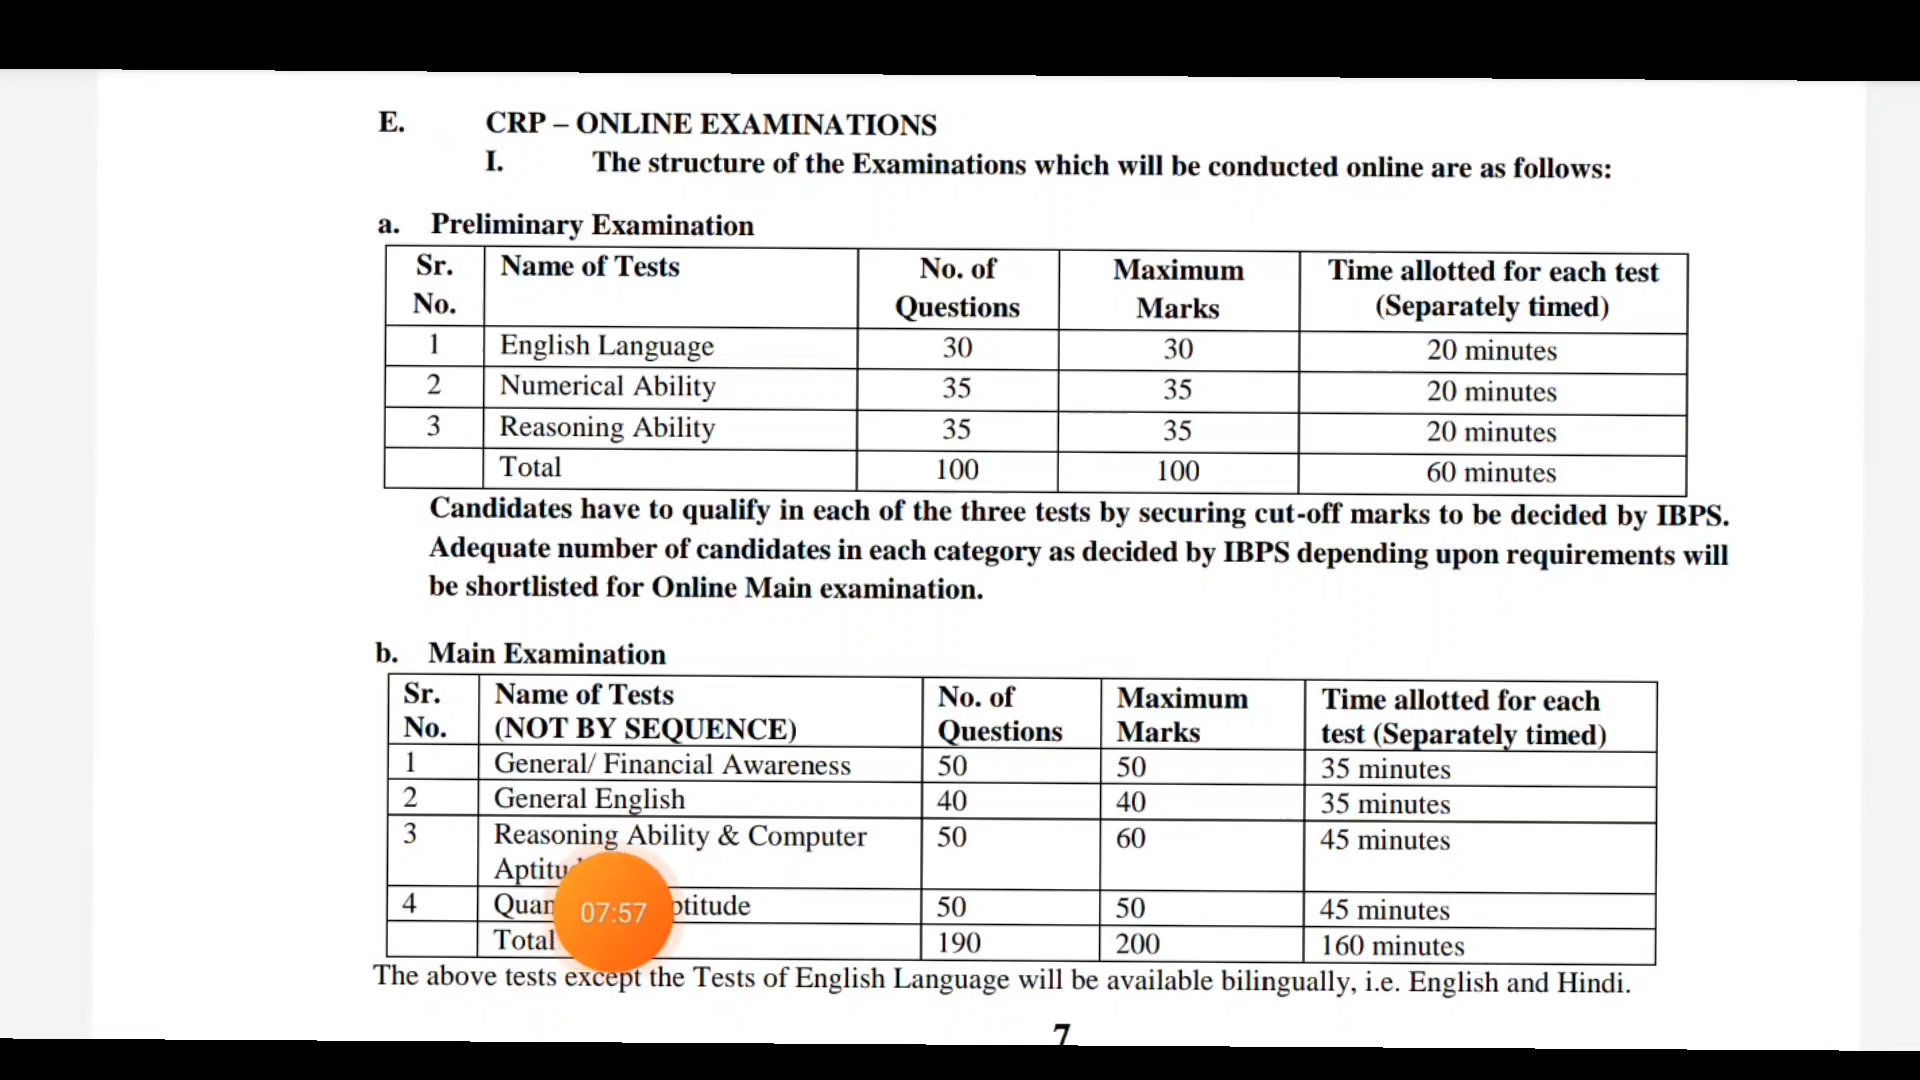 E. CRP – ONLINE EXAMINATIONS
I. The structure of the Examinations which will be conducted online are as follows:
a. Preliminary Examination
Sr. No. Name of Tests No. of Questions Maximum Marks Time allotted for each test (Separately timed)
1 English Language 30 30 20 minutes
2 Numerical Ability 35 35 20 minutes
3 Reasoning Ability 35 35 20 minutes
Total 100 100 60 minutes
Candidates have to qualify in each of the three tests by securing cut-off marks to be decided by IBPS.
Adequate number of candidates in each category as decided by IBPS depending upon requirements will
be shortlisted for Online Main examination.
b. Main Examination
Sr. No. Name of Tests (NOT BY SEQUENCE) No. of Questions Maximum Marks Time allotted for each test (Separately timed)
1 General/ Financial Awareness 50 50 35 minutes
2 General English 40 40 35 minutes
3 Reasoning Ability & Computer 50 60 45 minutes
4 50 50 45 minutes
07:57
Total 190 200 160 minutes
The above tests except the Tests of English Language will be available bilingually, i.e. English and Hindi.
7